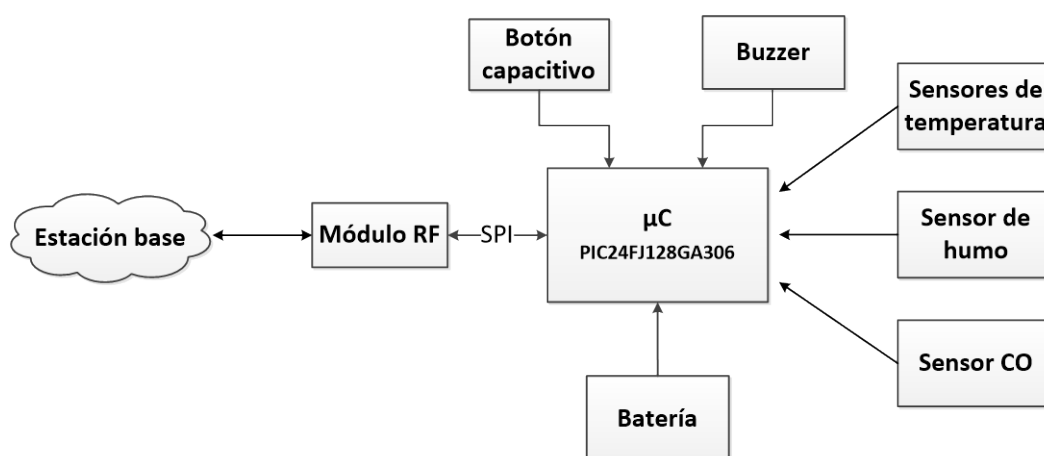 Botón
capacitivo
Buzzer
Sensores de
temperatura
Estación base
Módulo RF
SPI
µC
PIC24FJ128GA306
Sensor de
humo
Sensor CO
Batería